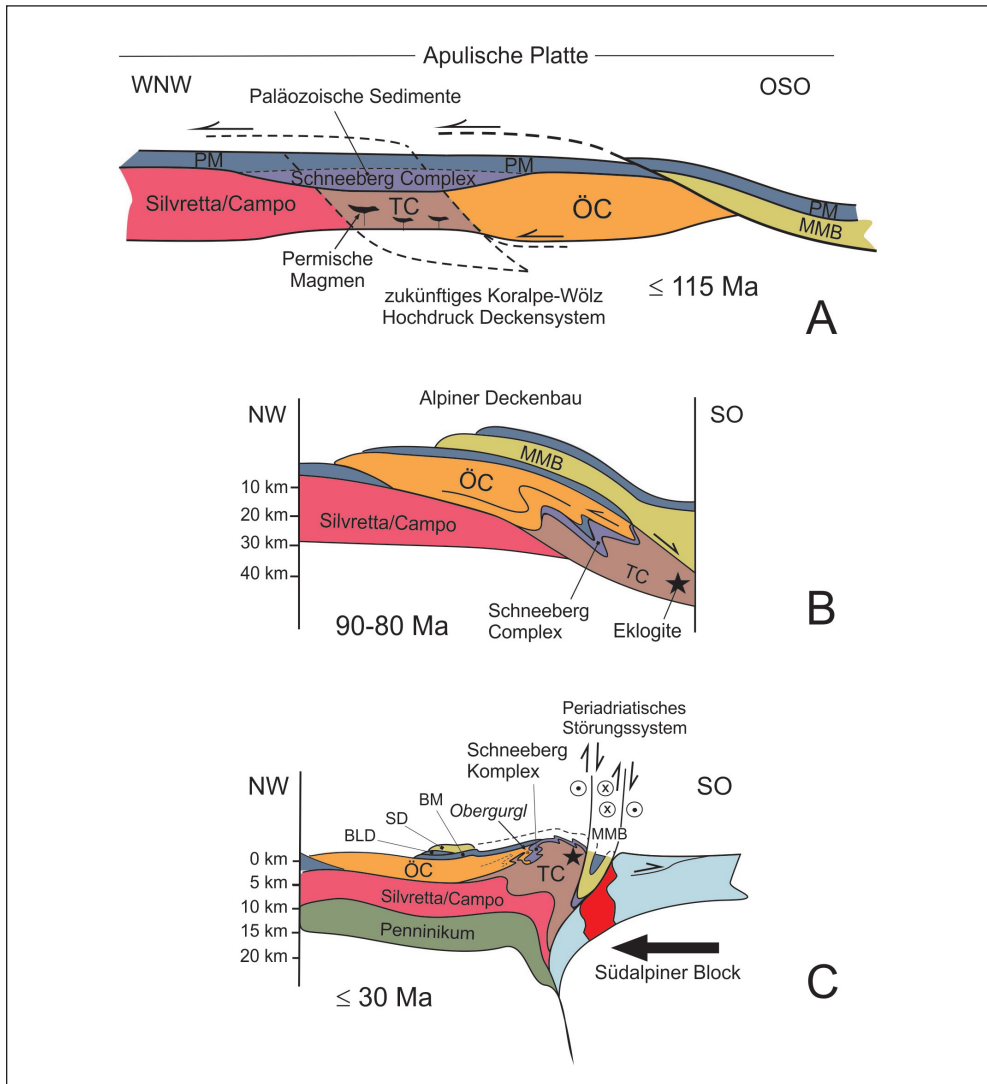 Apulische Platte
WNW
OSO
Paläozoische Sedimente
PM
PM
Schneeberg Complex
Silvretta/Campo
TC
ÖC
PM
MMB
Permische
Magmen
zukünftiges Koralpe-Wölz
Hochdruck Deckensystem
≤ 115 Ma
A
Alpiner Deckenbau
NW
SO
MMB
ÖC
10 km
20 km
30 km
40 km
Silvretta/Campo
TC
Schneeberg
Complex
Eklogite
90-80 Ma
B
Periadriatisches
Störungssystem
Schneeberg
Komplex
NW
SO
BM
Obergurgl
SD
BLD
MMB
0 km
5 km
10 km
15 km
20 km
ÖC
TC
Silvretta/Campo
Penninikum
Südalpiner Block
≤ 30 Ma
C